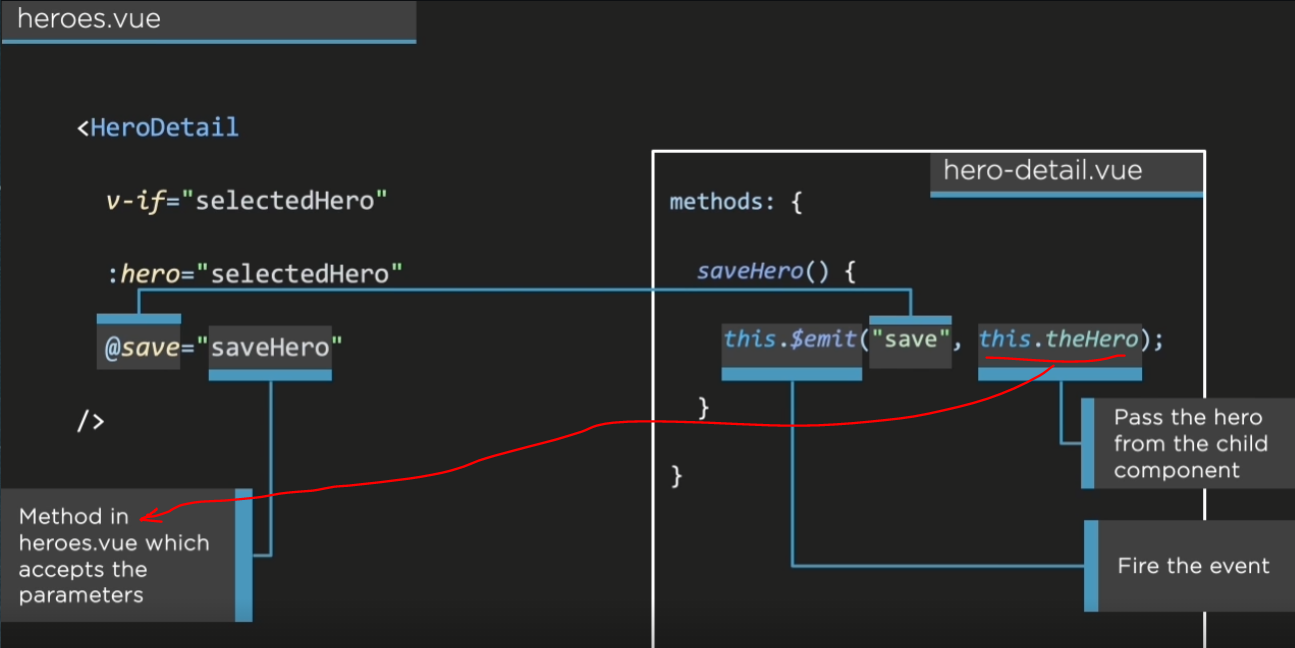 heroes.vue
<HeroDetail
v-if="selectedHero"
:hero="selectedHero"
@save="saveHero"
/>
Method in
heroes.vue which
accepts the
parameters
hero-detail.vue
methods: {
saveHero() {
this.$emit("save", this.theHero);
}
}
Pass the hero
from the child
component
Fire the event